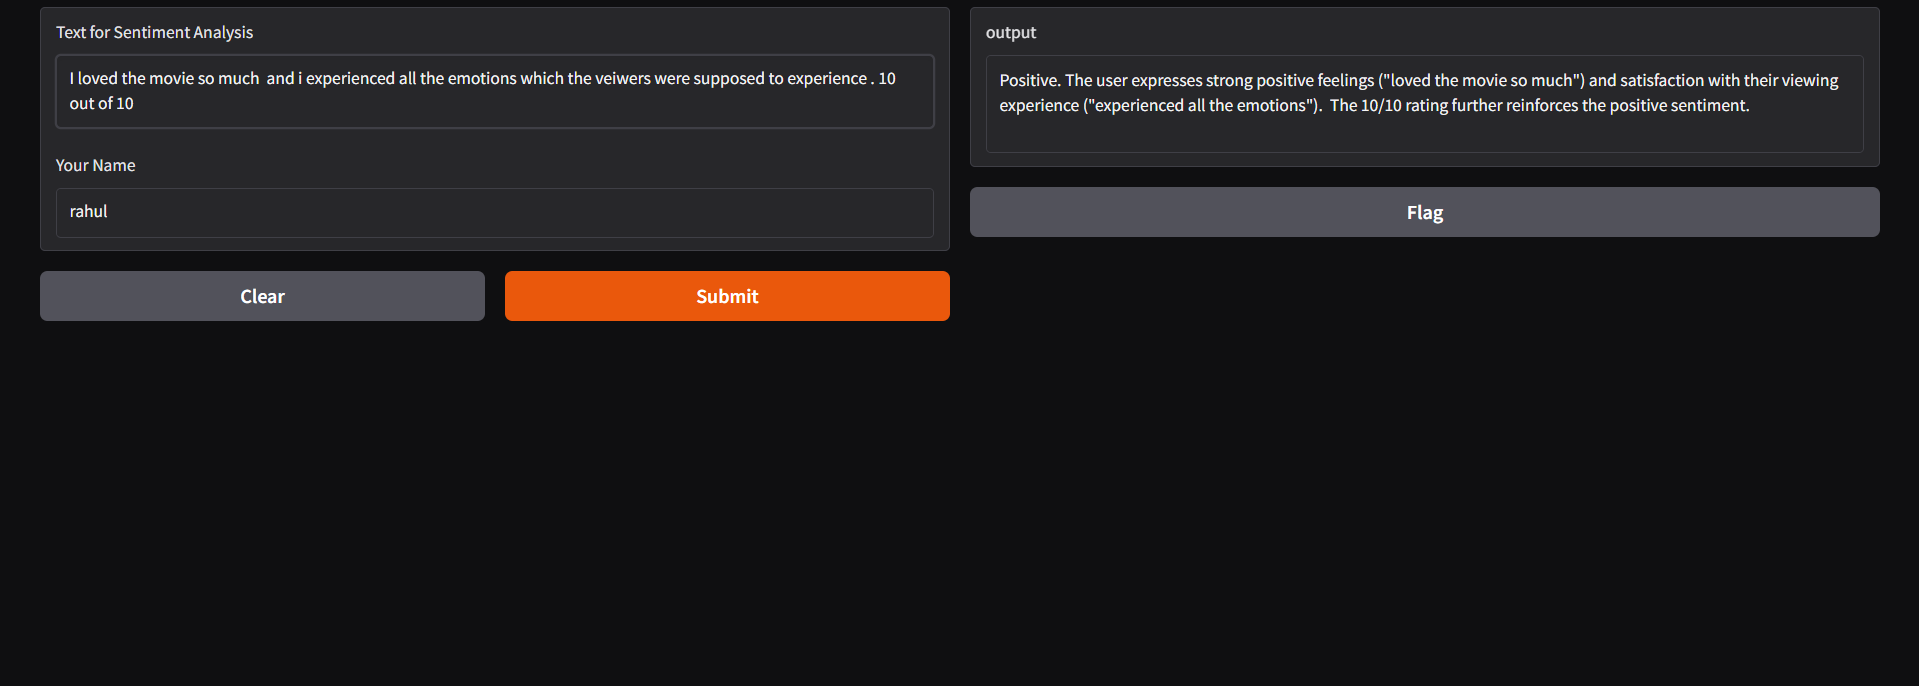 Text for Sentiment Analysis
I loved the movie so much  and i experienced all the emotions which the veiwers were supposed to experience . 10
out of 10
Your Name
rahul
Clear
Submit
output
Positive. The user expresses strong positive feelings ("loved the movie so much") and satisfaction with their viewing
experience ("experienced all the emotions").  The 10/10 rating further reinforces the positive sentiment.
Flag